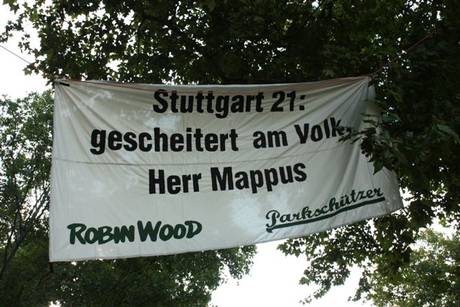 Stuttgart 21:
gescheitert am Volk,
Herr Mappus
ROBIN WOOD
Parkschützer